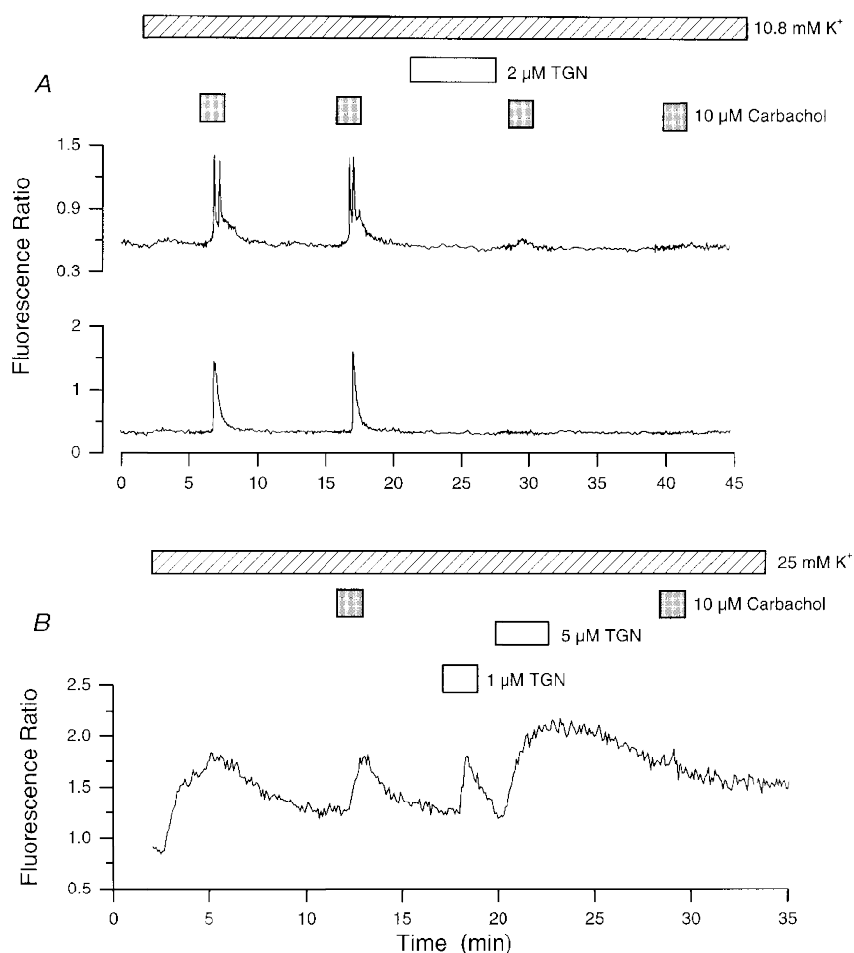 10.8 mM K⁺
2 µM TGN
A
10 µM Carbachol
1.5
0.9
0.3
Fluorescence Ratio
2
1
0
0 5 10 15 20 25 30 35 40 45
25 mM K⁺
10 µM Carbachol
B
5 µM TGN
1 µM TGN
2.5
2.0
1.5
1.0
0.5
Fluorescence Ratio
0 5 10 15 20 25 30 35
Time (min)